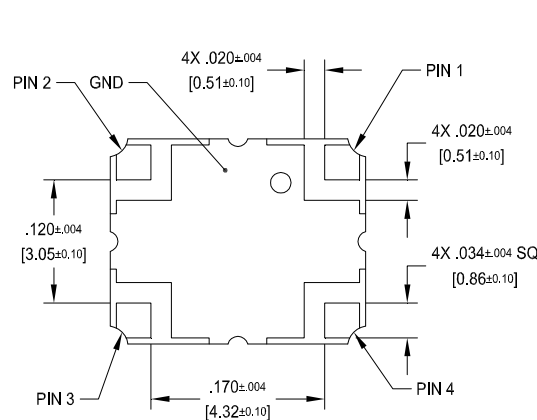 4X .020±.004
[0.51±0.10]
PIN 2
GND
PIN 1
4X .020±.004
[0.51±0.10]
.120±.004
[3.05±0.10]
4X .034±.004 SQ
[0.86±0.10]
PIN 3
.170±.004
[4.32±0.10]
PIN 4